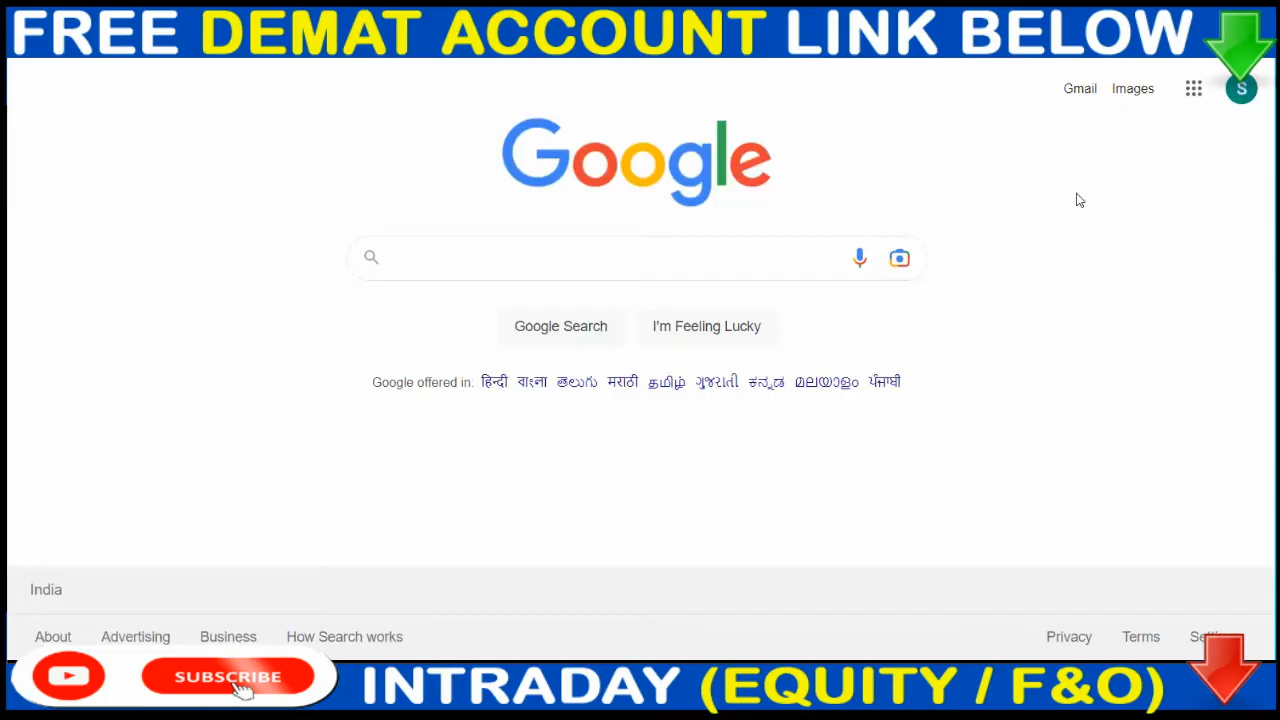 FREE DEMAT ACCOUNT LINK BELOW
Gmail Images S
Google
Google Search I'm Feeling Lucky
Google offered in: हिन्दी বাংলা తెలుగు मराठी தமிழ் ગુજરાતી ಕನ್ನಡ മലയാളം ਪੰਜਾਬੀ
India
About Advertising Business How Search works Privacy Terms
SUBSCRIBE
INTRADAY (EQUITY / F&O)